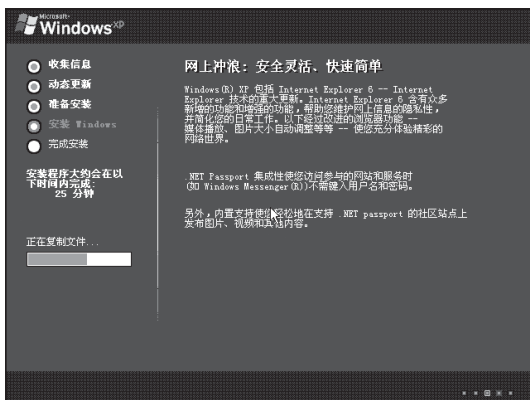 Microsoft
Windows xp
收集信息
动态更新
准备安装
安装 Windows
完成安装
安装程序大约会在以
下时间内完成:
25 分钟
正在复制文件...
网上冲浪：安全灵活、快速简单
Windows(R) XP 包括 Internet Explorer 6 -- Internet
Explorer 技术的重大更新。Internet Explorer 6 含有众多
新增的功能和增强的功能，帮助您维护网上信息的隐私性，
并简化您的日常工作。以下经过改进的浏览器功能 --
媒体播放、图片大小自动调整等等 -- 使您充分体验精彩的
网络世界。
.NET Passport 集成性使您访问参与的网站和服务时
(如 Windows Messenger(R))不需键入用户名和密码。
另外，内置支持使您轻松地在支持 .NET passport 的社区站点上
发布图片、视频和其他内容。